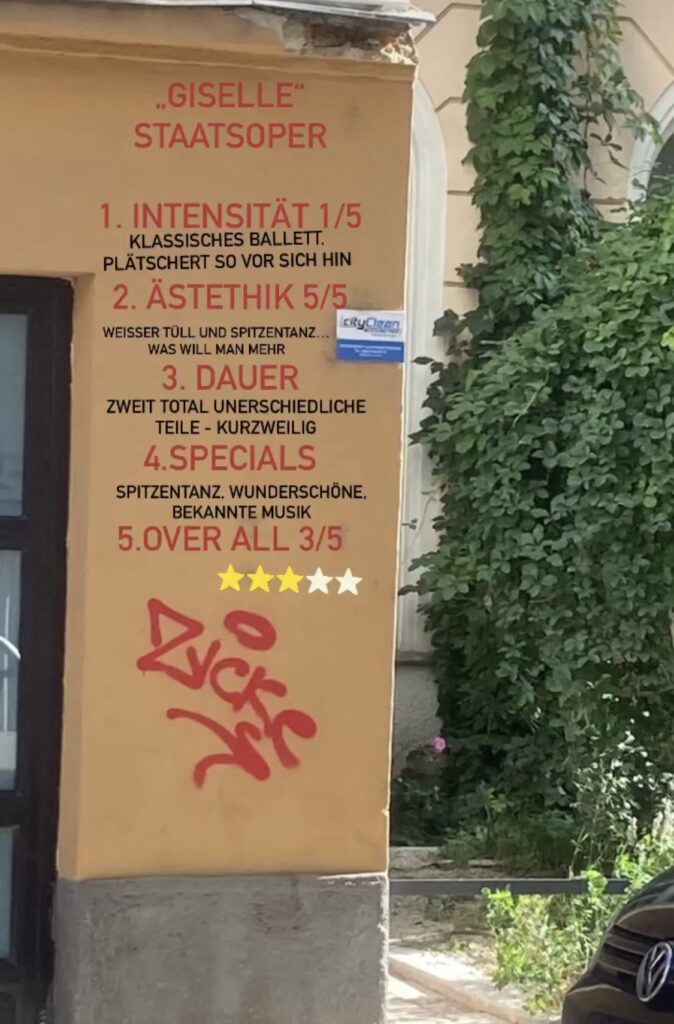 „GISELLE“
STAATSOPER
1. INTENSITÄT 1/5
KLASSISCHES BALLETT.
PLÄTSCHERT SO VOR SICH HIN
2. ÄSTETHIK 5/5
WEISSER TÜLL UND SPITZENTANZ...
WAS WILL MAN MEHR
3. DAUER
ZWEIT TOTAL UNERSCHIEDLICHE
TEILE - KURZWEILIG
4.SPECIALS
SPITZENTANZ, WUNDERSCHÖNE,
BEKANNTE MUSIK
5.OVER ALL 3/5
cityClean